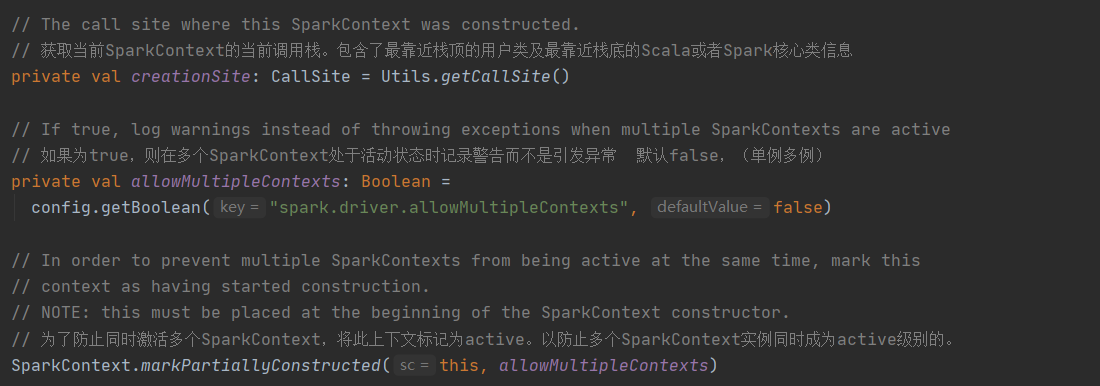 // The call site where this SparkContext was constructed.
// 获取当前SparkContext的当前调用栈。包含了最靠近栈顶的用户类及最靠近栈底的Scala或者Spark核心类信息
private val creationSite: CallSite = Utils.getCallSite()
// If true, log warnings instead of throwing exceptions when multiple SparkContexts are active
// 如果为true，则在多个SparkContext处于活动状态时记录警告而不是引发异常 默认false，（单例多例）
private val allowMultipleContexts: Boolean =
config.getBoolean( key = "spark.driver.allowMultipleContexts", defaultValue = false)
// In order to prevent multiple SparkContexts from being active at the same time, mark this
// context as having started construction.
// NOTE: this must be placed at the beginning of the SparkContext constructor.
// 为了防止同时激活多个SparkContext，将此上下文标记为active。以防止多个SparkContext实例同时成为active级别的。
SparkContext.markPartiallyConstructed( sc = this, allowMultipleContexts)